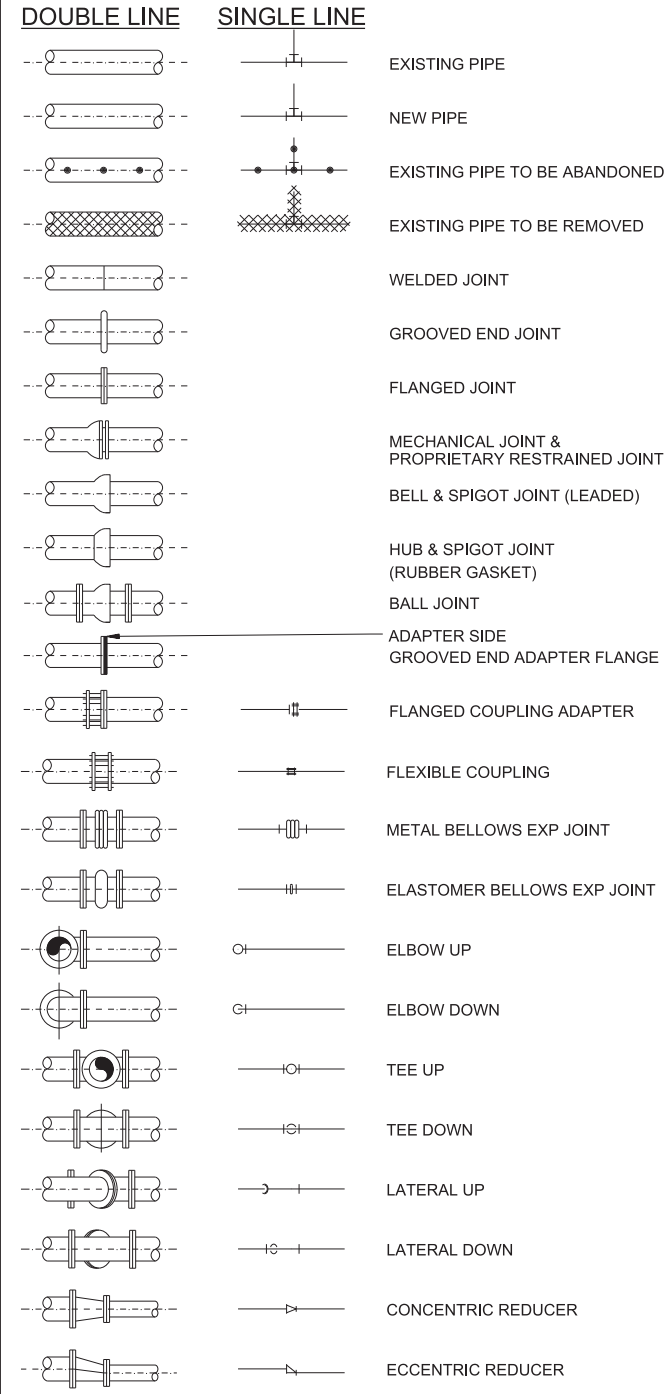 DOUBLE LINE SINGLE LINE
EXISTING PIPE
NEW PIPE
EXISTING PIPE TO BE ABANDONED
EXISTING PIPE TO BE REMOVED
WELDED JOINT
GROOVED END JOINT
FLANGED JOINT
MECHANICAL JOINT &
PROPRIETARY RESTRAINED JOINT
BELL & SPIGOT JOINT (LEADED)
HUB & SPIGOT JOINT
(RUBBER GASKET)
BALL JOINT
ADAPTER SIDE
GROOVED END ADAPTER FLANGE
FLANGED COUPLING ADAPTER
FLEXIBLE COUPLING
METAL BELLOWS EXP JOINT
ELASTOMER BELLOWS EXP JOINT
ELBOW UP
ELBOW DOWN
TEE UP
TEE DOWN
LATERAL UP
LATERAL DOWN
CONCENTRIC REDUCER
ECCENTRIC REDUCER